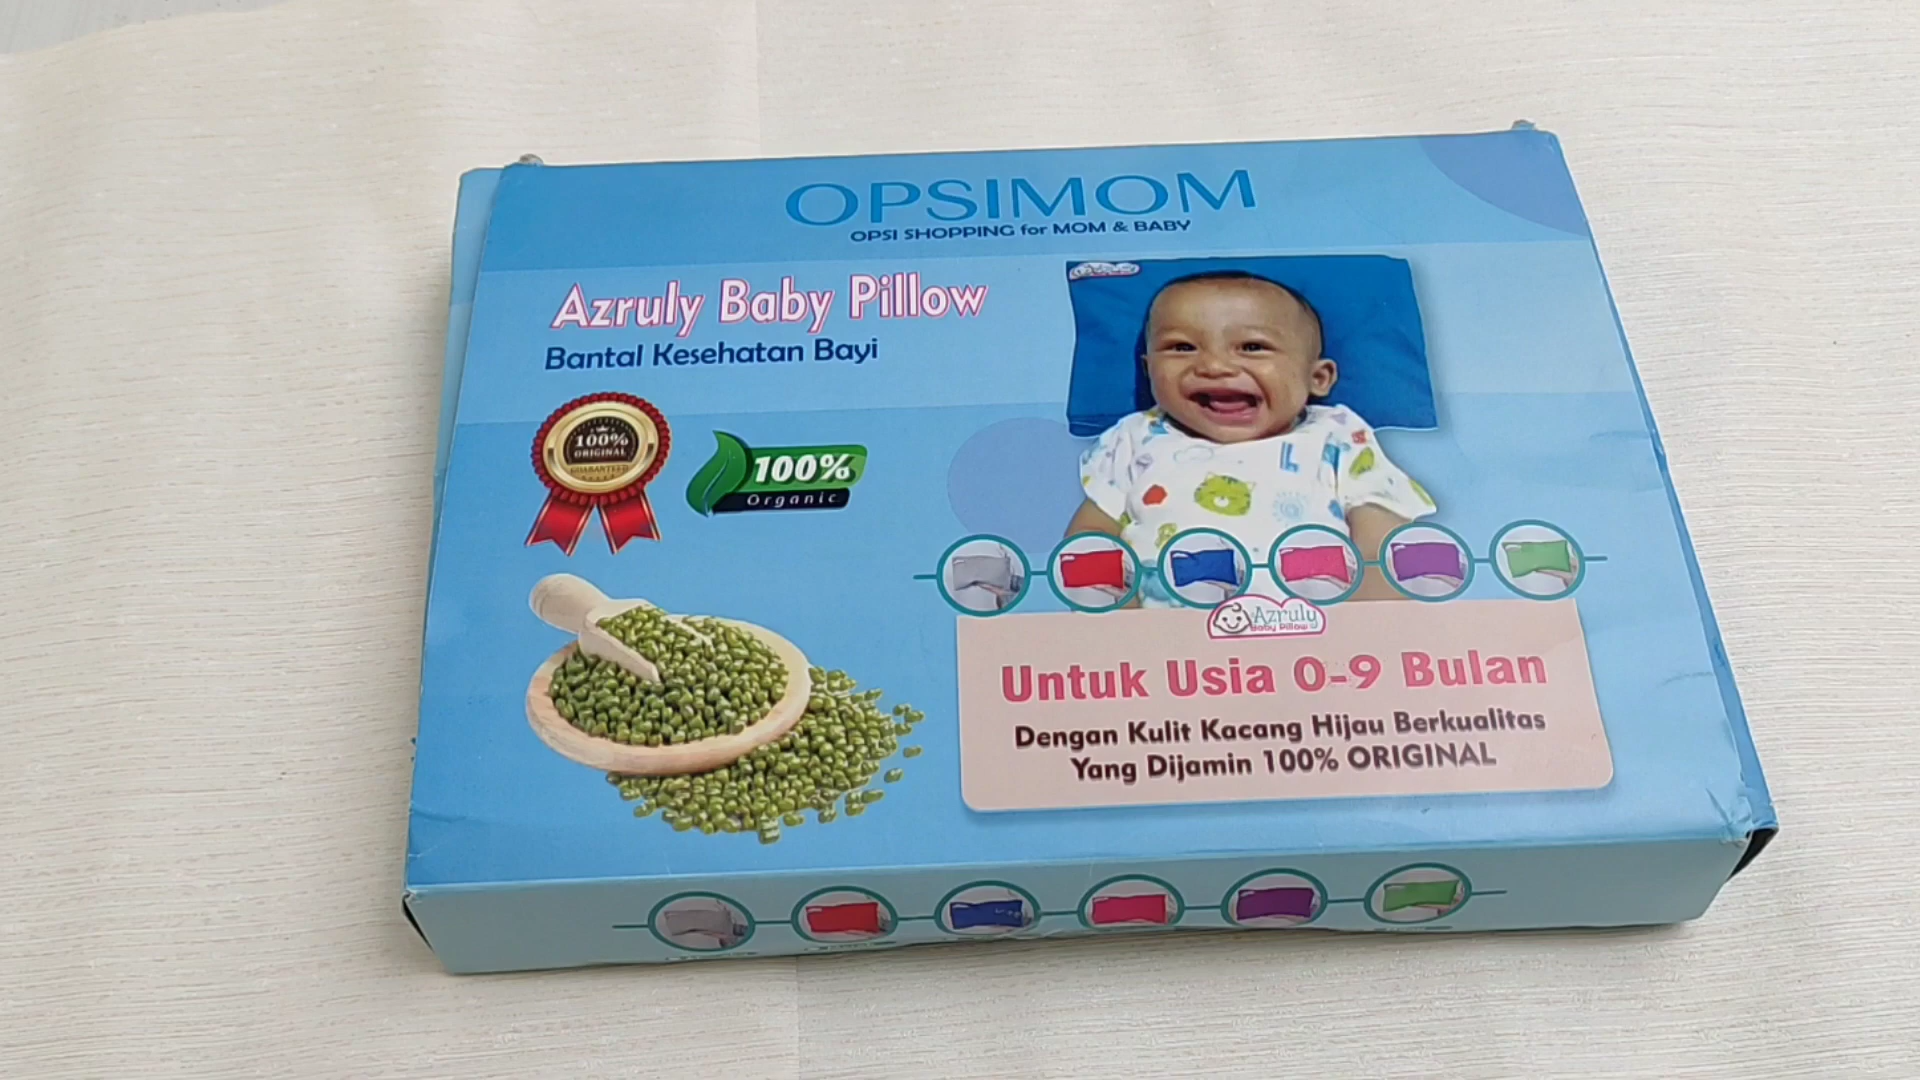 OPSIMOM
OPSI SHOPPING for MOM & BABY
Azruly Baby Pillow
Bantal Kesehatan Bayi
100%
ORIGINAL
GUARANTEED
100%
Organic
Azruly
Baby Pillow
Untuk Usia 0-9 Bulan
Dengan Kulit Kacang Hijau Berkualitas
Yang Dijamin 100% ORIGINAL